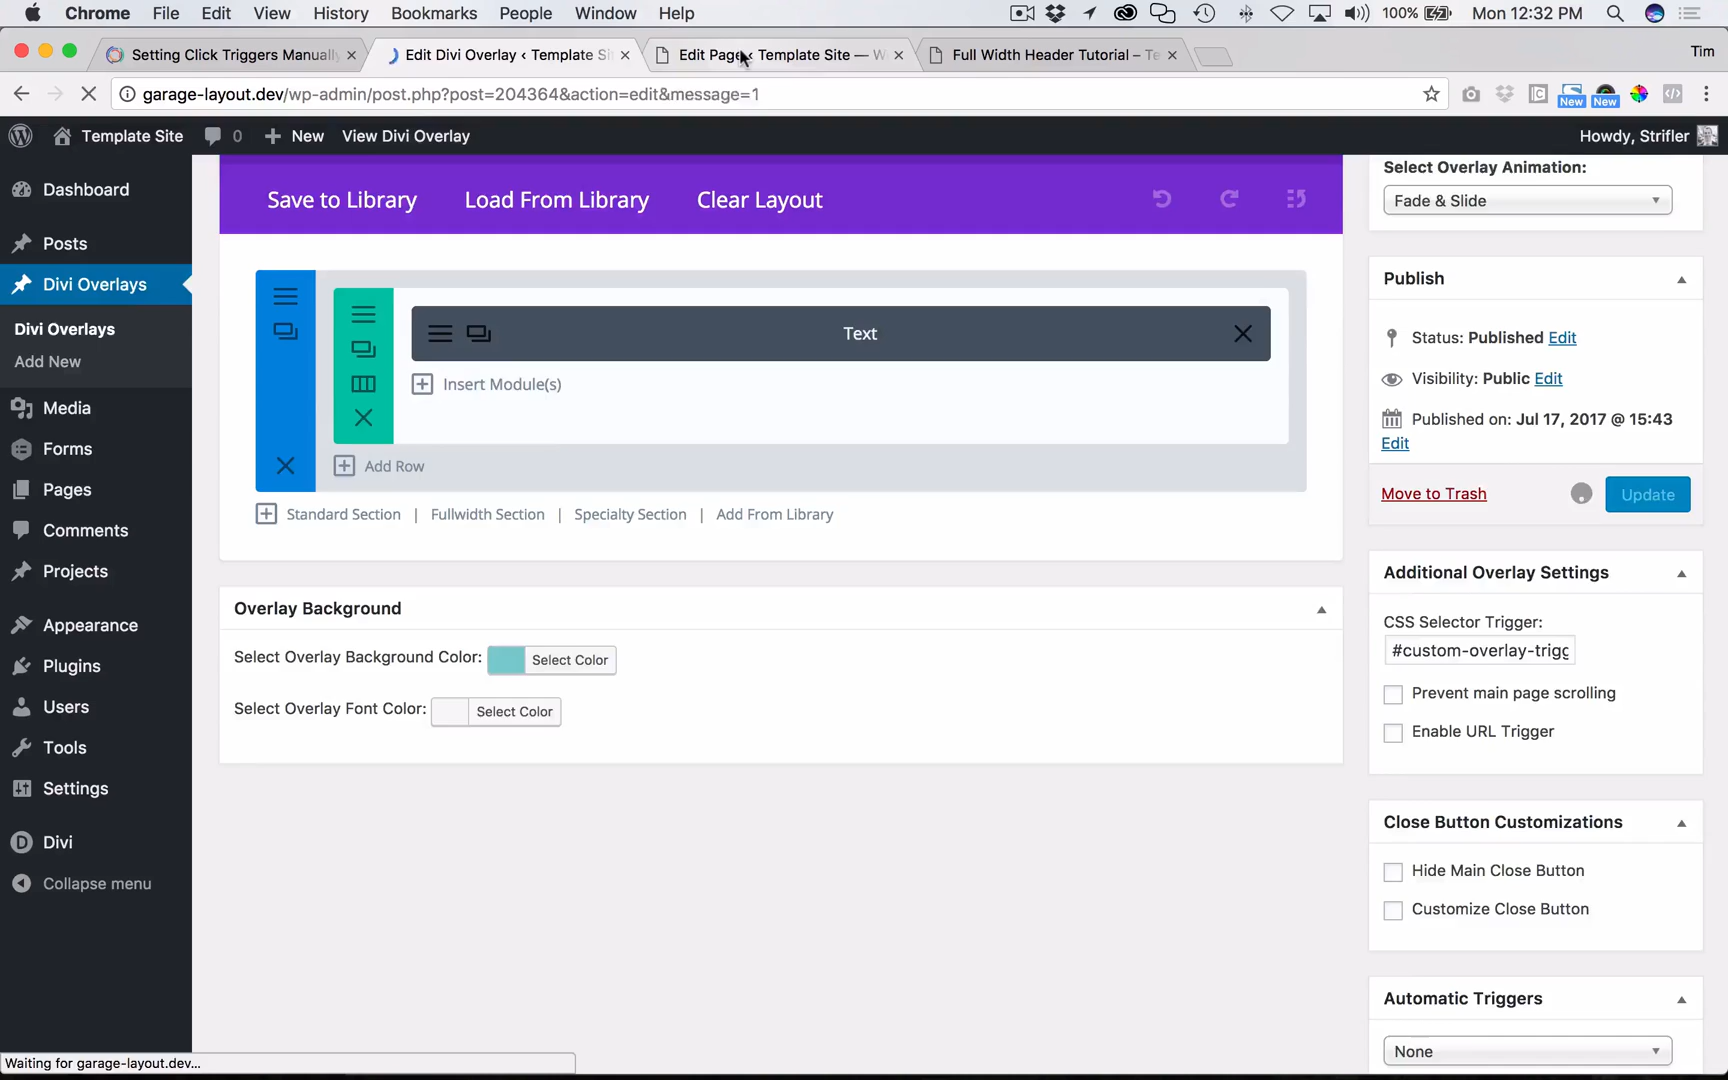 Chrome File Edit View History Bookmarks People Window Help 100% Mon 12:32 PM
Setting Click Triggers Manually Edit Divi Overlay ‹ Template Si Edit Page ‹ Template Site — W Full Width Header Tutorial – Te Tim
garage-layout.dev/wp-admin/post.php?post=204364&action=edit&message=1 New New
Template Site 0 New View Divi Overlay Howdy, Strifler
Dashboard
Posts
Divi Overlays
Divi Overlays
Add New
Media
Forms
Pages
Comments
Projects
Appearance
Plugins
Users
Tools
Settings
Divi
Collapse menu
Save to Library Load From Library Clear Layout
Text
Insert Module(s)
Add Row
Standard Section | Fullwidth Section | Specialty Section | Add From Library
Overlay Background
Select Overlay Background Color: Select Color
Select Overlay Font Color: Select Color
Select Overlay Animation:
Fade & Slide
Publish
Status: Published Edit
Visibility: Public Edit
Published on: Jul 17, 2017 @ 15:43
Edit
Move to Trash Update
Additional Overlay Settings
CSS Selector Trigger:
#custom-overlay-trigg
Prevent main page scrolling
Enable URL Trigger
Close Button Customizations
Hide Main Close Button
Customize Close Button
Automatic Triggers
None
Waiting for garage-layout.dev...